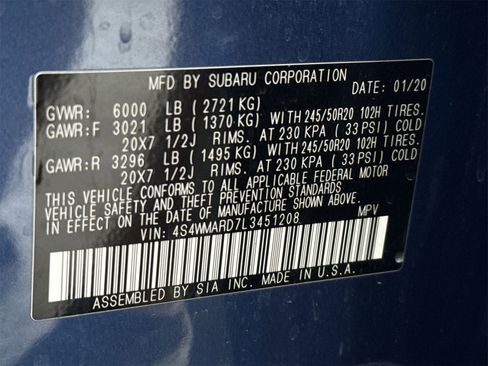 MFD BY SUBARU CORPORATION
DATE: 01/20
GVWR: 6000 LB ( 2721 KG)
GAWR:F 3021 LB ( 1370 KG) WITH 245/50R20 102H TIRES.
20X7 1/2J RIMS. AT 230 KPA ( 33 PSI) COLD
GAWR:R 3296 LB ( 1495 KG) WITH 245/50R20 102H TIRES.
20X7 1/2J RIMS. AT 230 KPA ( 33 PSI) COLD
THIS VEHICLE CONFORMS TO ALL APPLICABLE FEDERAL MOTOR
VEHICLE SAFETY AND THEFT PREVENTION STANDARDS
IN EFFECT ON THE DATE OF MANUFACTURE SHOWN ABOVE.
VIN: 4S4WMARD7L3451208 MPV
ASSEMBLED BY SIA INC. MADE IN U.S.A.